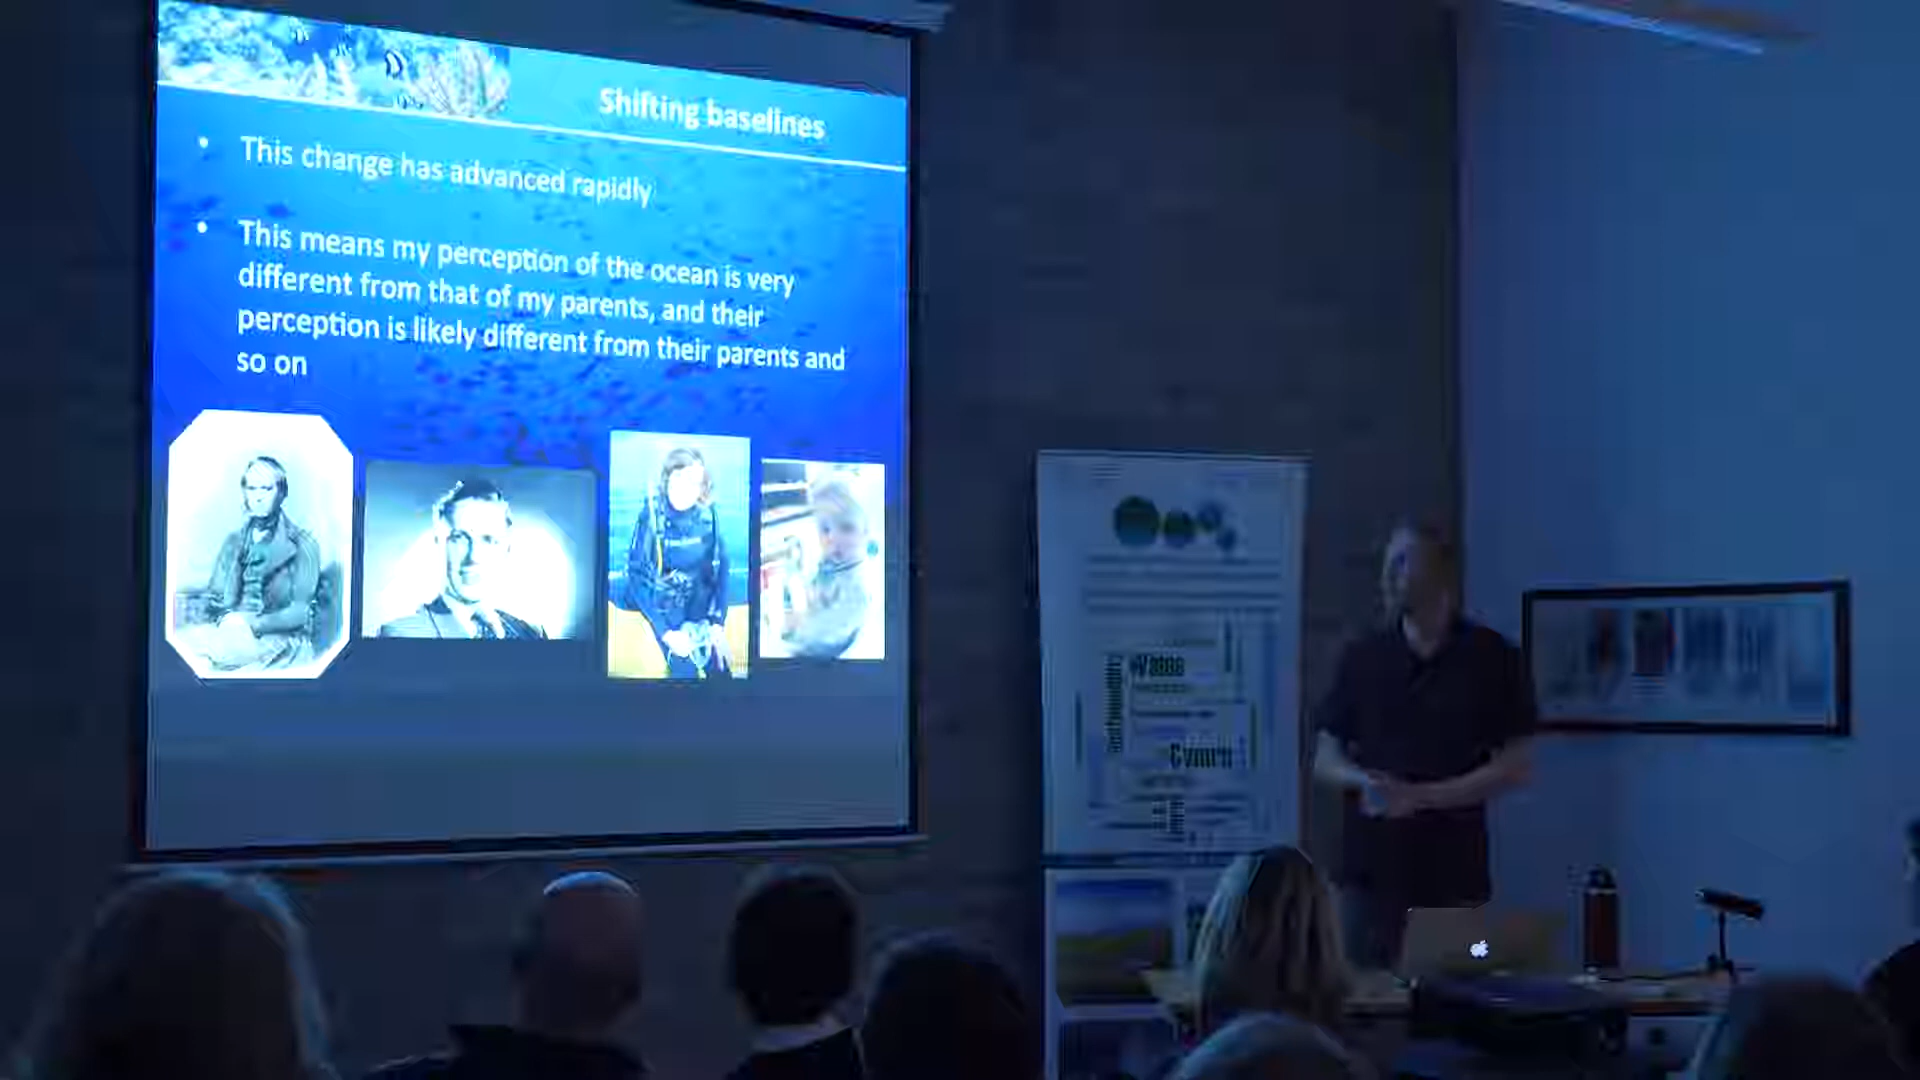 Shifting baselines
• This change has advanced rapidly
• This means my perception of the ocean is very
different from that of my parents, and their
perception is likely different from their parents and
so on
Value
Cymru